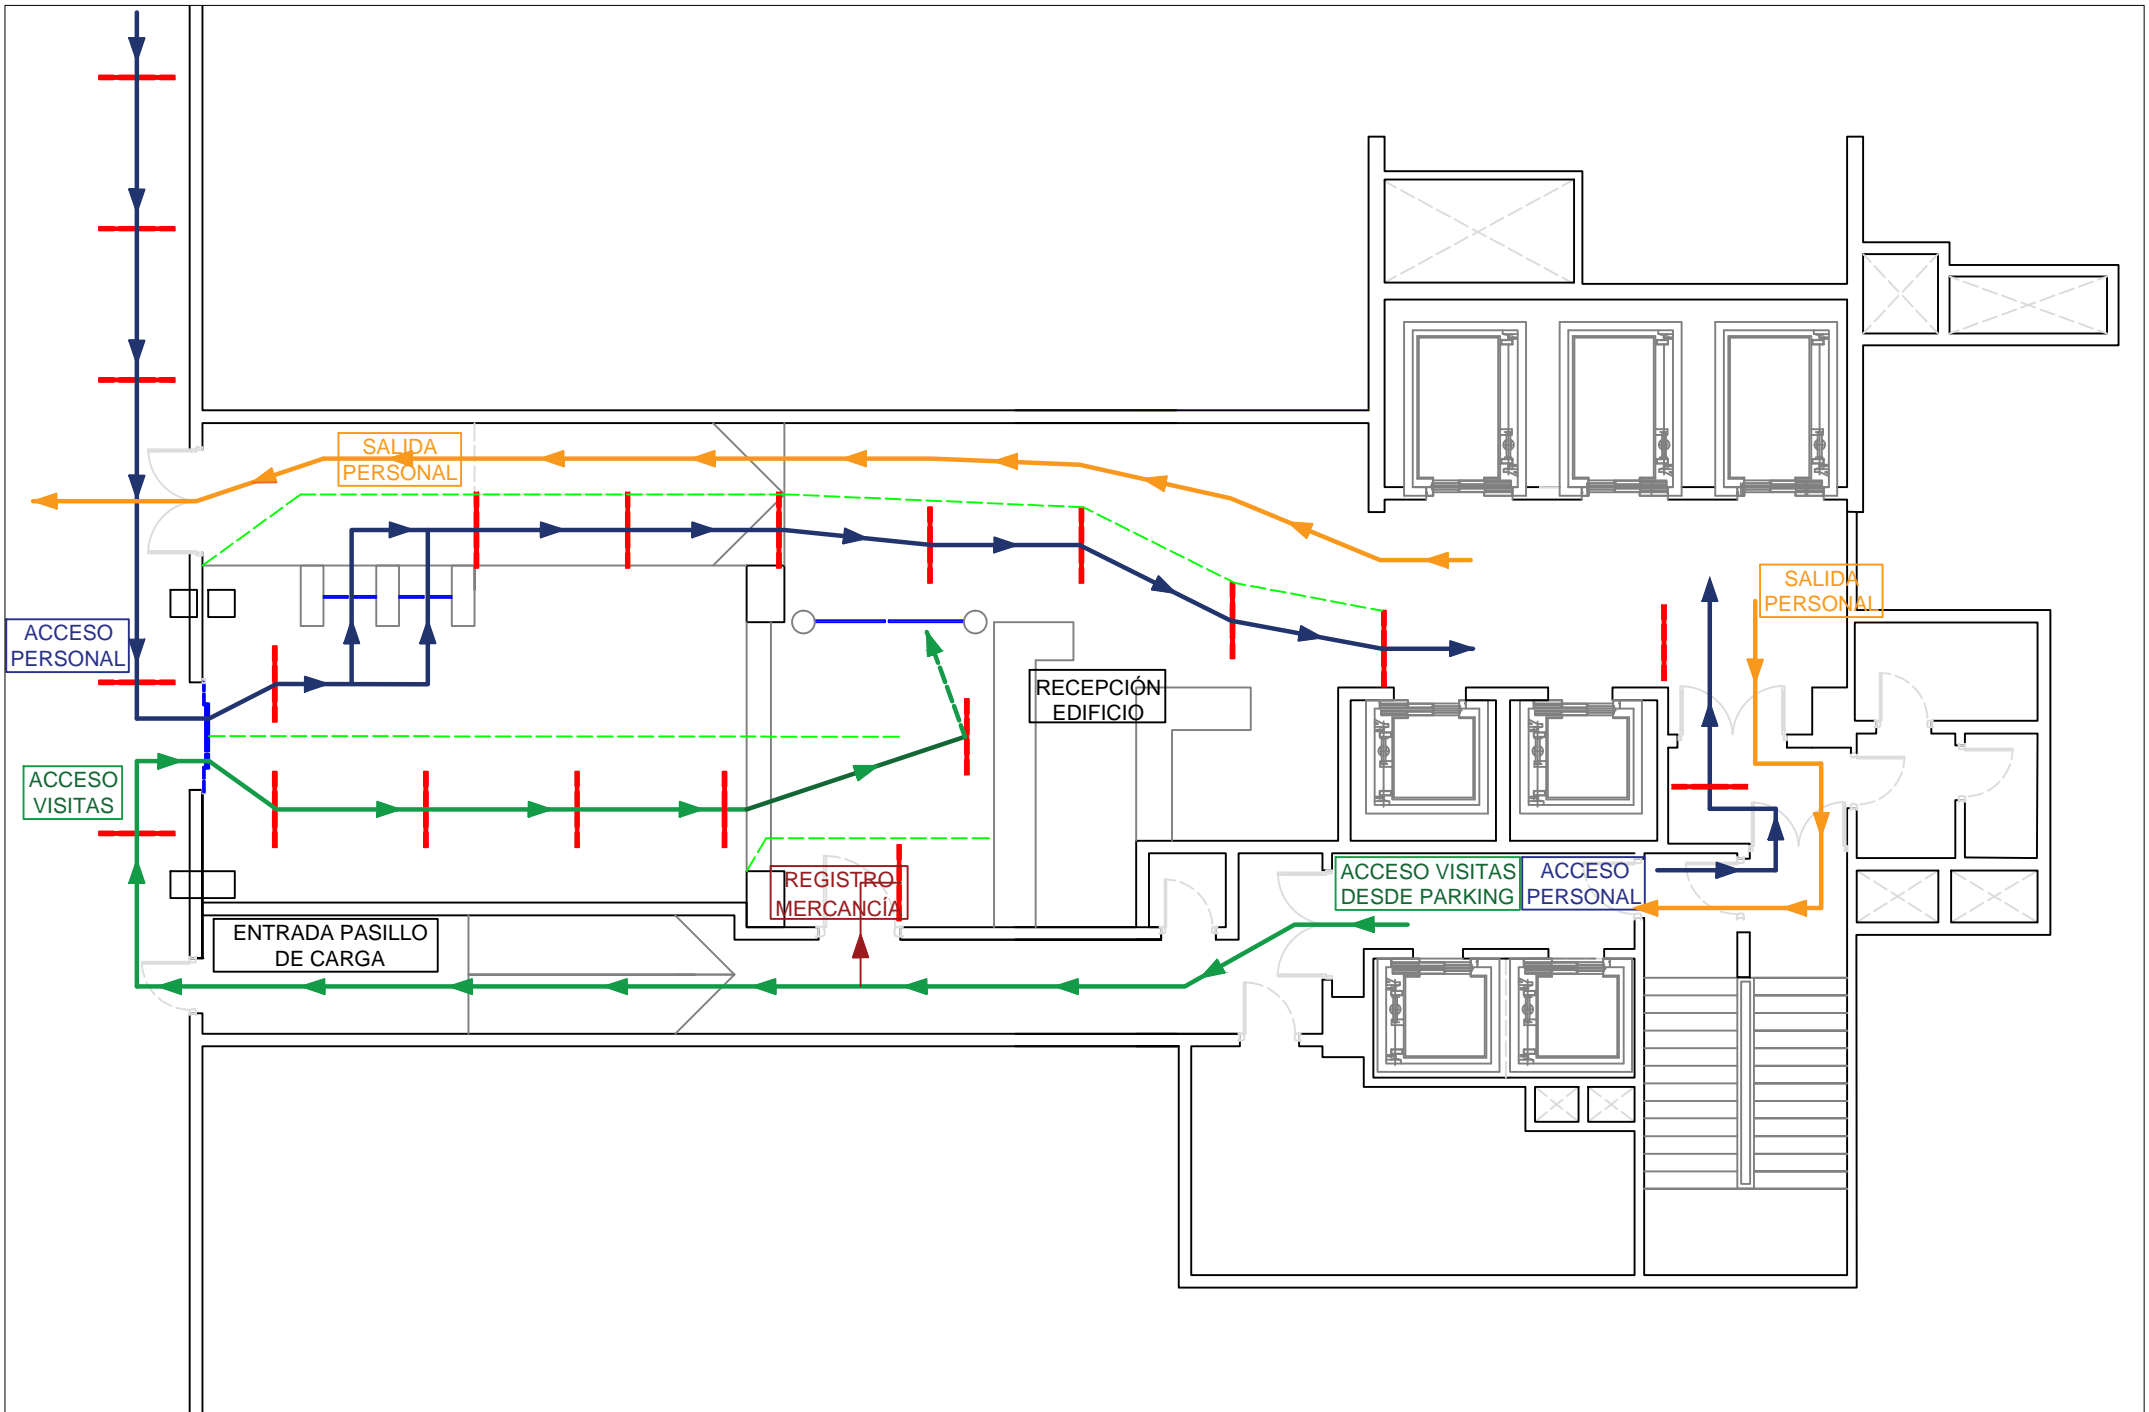 SALIDA
PERSONAL
SALIDA
PERSONAL
ACCESO
PERSONAL
RECEPCIÓN
EDIFICIO
ACCESO
VISITAS
REGISTRO
MERCANCÍA
ACCESO VISITAS
DESDE PARKING
ACCESO
PERSONAL
ENTRADA PASILLO
DE CARGA